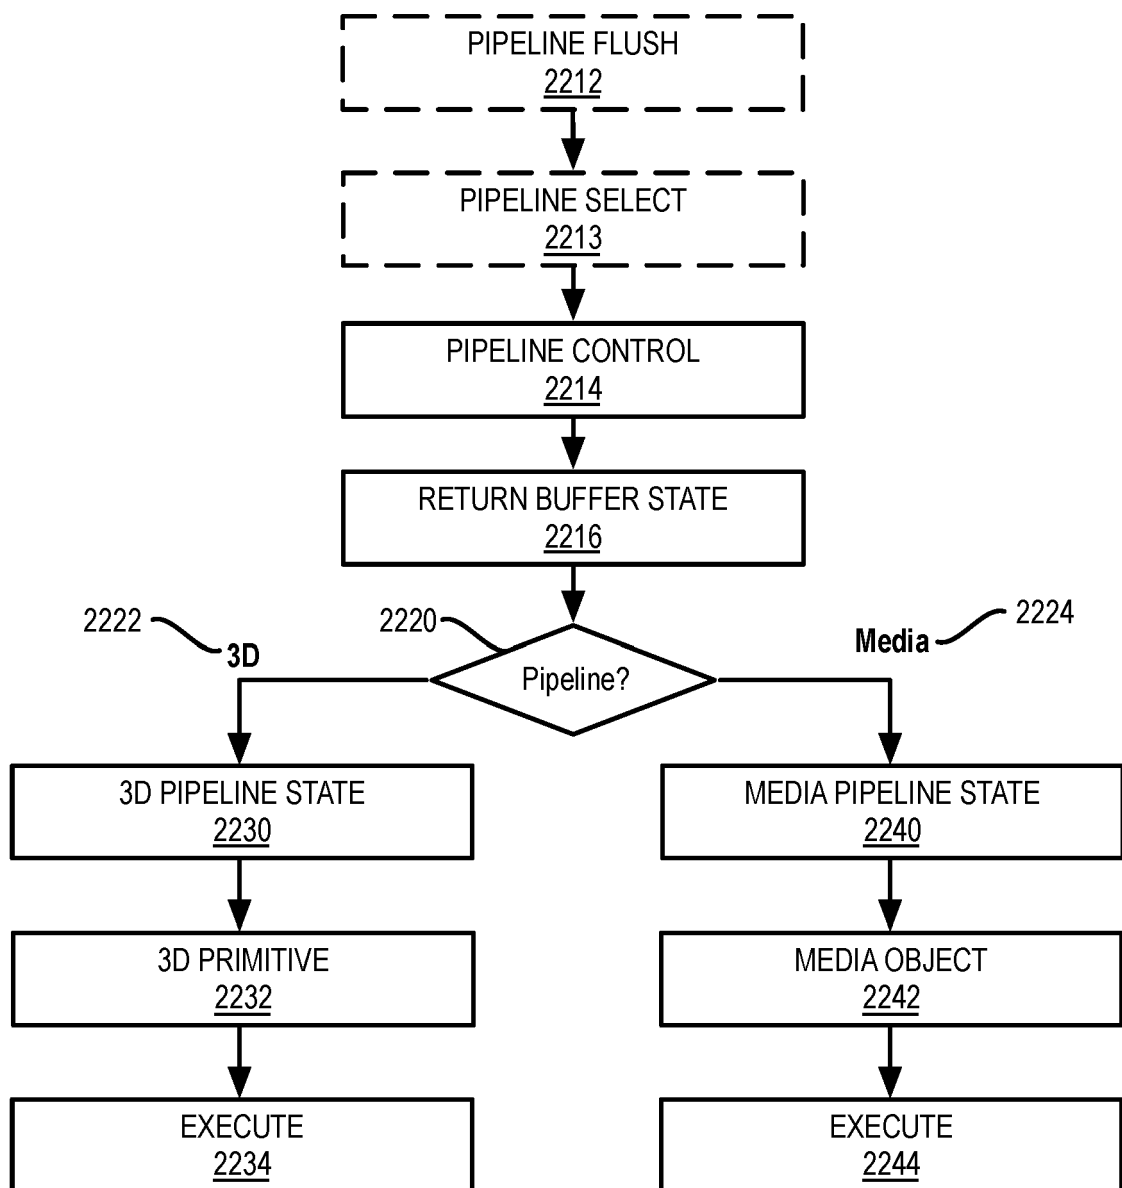 PIPELINE FLUSH
2212
PIPELINE SELECT
2213
PIPELINE CONTROL
2214
RETURN BUFFER STATE
2216
2222
2220
2224
3D
Media
Pipeline?
3D PIPELINE STATE
2230
MEDIA PIPELINE STATE
2240
3D PRIMITIVE
2232
MEDIA OBJECT
2242
EXECUTE
2234
EXECUTE
2244